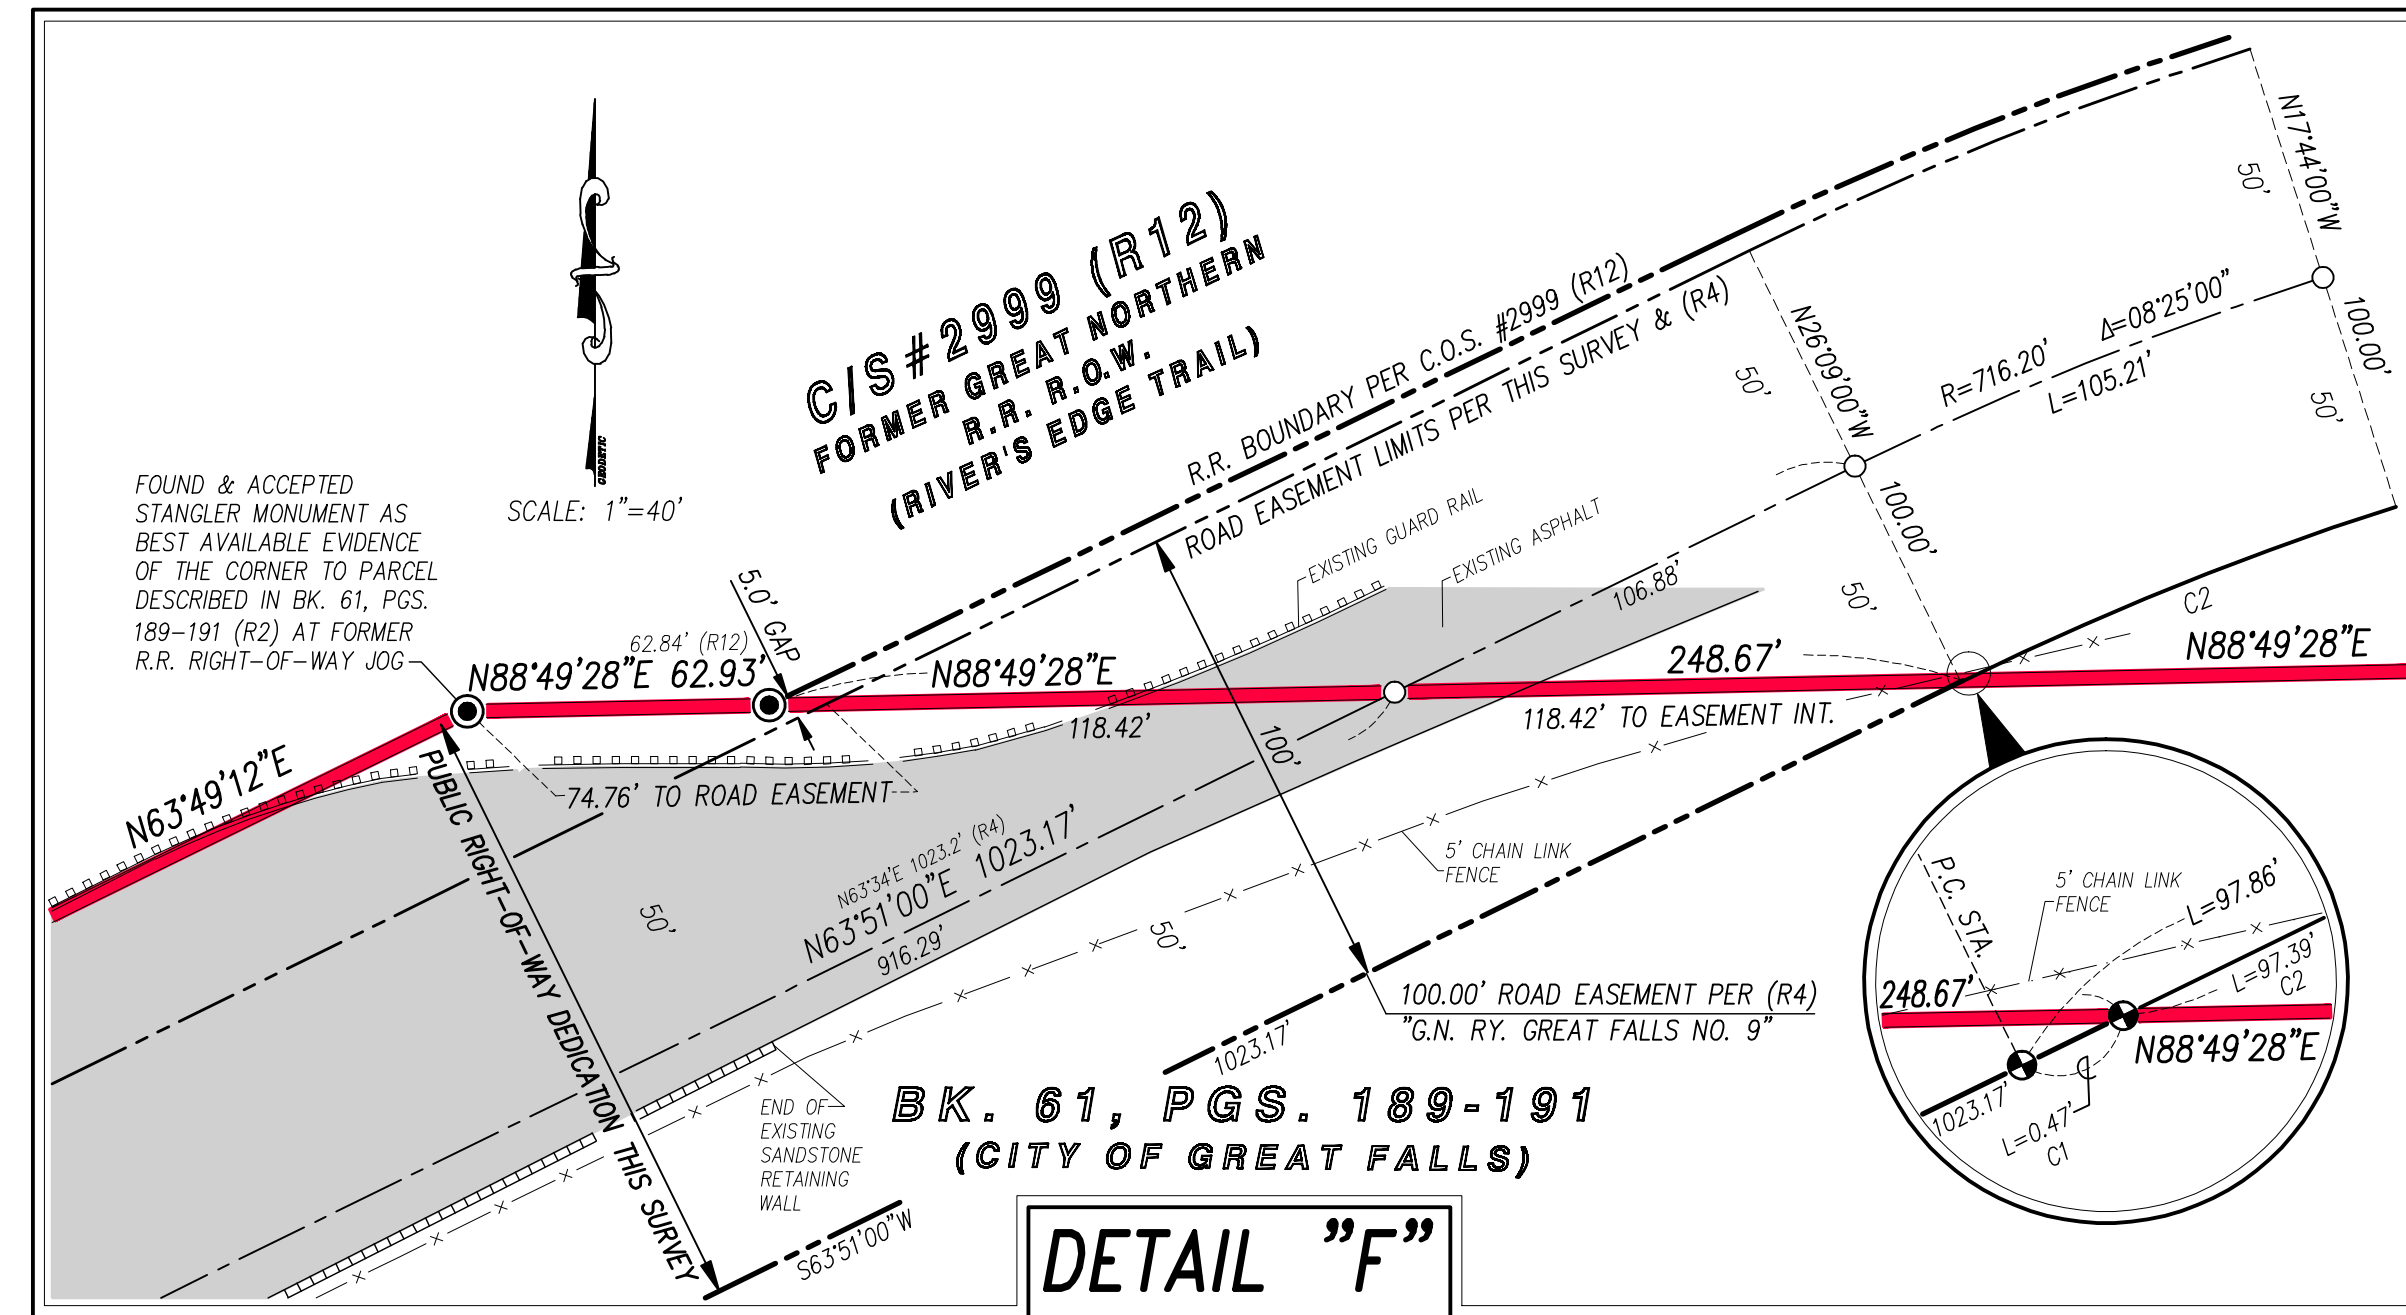 C/S#2999 (R12)
FORMER GREAT NORTHERN
R.R. R.O.W.
(RIVER'S EDGE TRAIL)
GEODETIC
SCALE: 1"=40'
FOUND & ACCEPTED
STANGLER MONUMENT AS
BEST AVAILABLE EVIDENCE
OF THE CORNER TO PARCEL
DESCRIBED IN BK. 61, PGS.
189-191 (R2) AT FORMER
R.R. RIGHT-OF-WAY JOG
N63°49'12"E
62.84' (R12)
N88°49'28"E 62.93'
5.0' GAP
N88°49'28"E
118.42'
74.76' TO ROAD EASEMENT
PUBLIC RIGHT-OF-WAY DEDICATION THIS SURVEY
50'
R.R. BOUNDARY PER C.O.S. #2999 (R12)
ROAD EASEMENT LIMITS PER THIS SURVEY & (R4)
EXISTING GUARD RAIL
EXISTING ASPHALT
106.88'
100'
N63°34'E 1023.2' (R4)
N63°51'00"E 1023.17'
916.29'
50'
248.67'
118.42' TO EASEMENT INT.
5' CHAIN LINK
FENCE
100.00' ROAD EASEMENT PER (R4)
"G.N. RY. GREAT FALLS NO. 9"
1023.17'
N17°44'00"W
50'
100.00'
50'
R=716.20'
Δ=08°25'00"
L=105.21'
N26°09'00"W
50'
100.00'
50'
C2
N88°49'28"E
P.C. STA.
5' CHAIN LINK
FENCE
L=97.86'
L=97.39'
C2
248.67'
N88°49'28"E
1023.17'
℄
L=0.47'
C1
END OF
EXISTING
SANDSTONE
RETAINING
WALL
BK. 61, PGS. 189-191
(CITY OF GREAT FALLS)
S63°51'00"W
DETAIL "F"